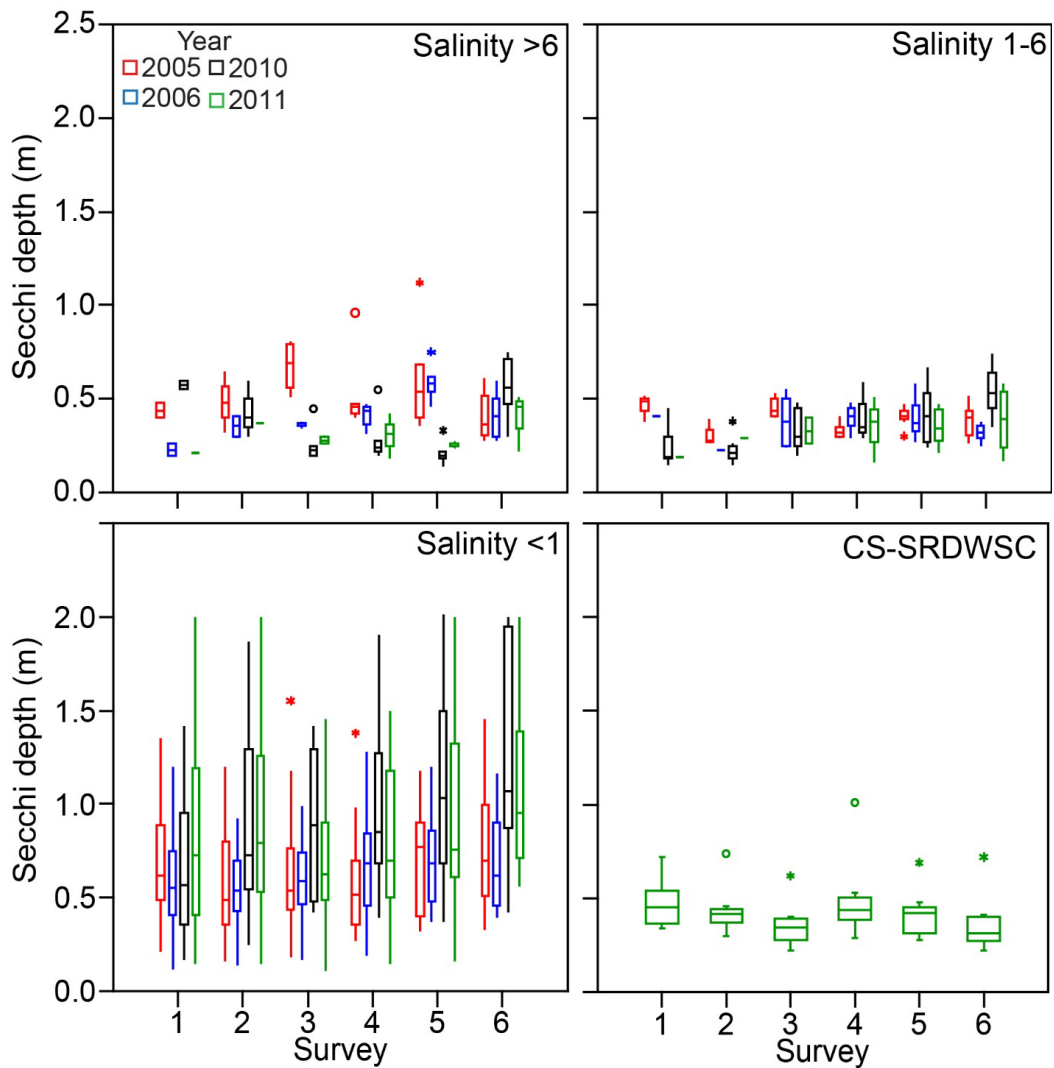 Salinity >6
Year
2005 2010
2006 2011
2.5
2.0
1.5
1.0
0.5
0.0
Secchi depth (m)
Salinity 1-6
Salinity <1
2.0
1.5
1.0
0.5
0.0
Secchi depth (m)
1 2 3 4 5 6
Survey
CS-SRDWSC
1 2 3 4 5 6
Survey